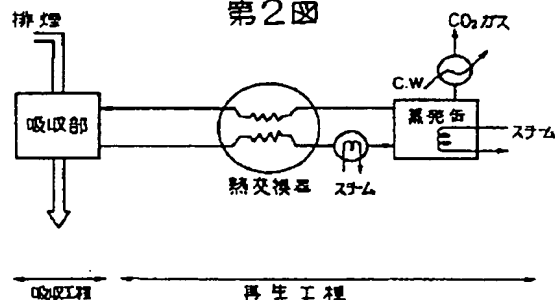 第2図
排煙
CO₂ガス
C.W.
吸収部
蒸発缶
スチーム
熱交換器
スチーム
吸収工程
再生工程